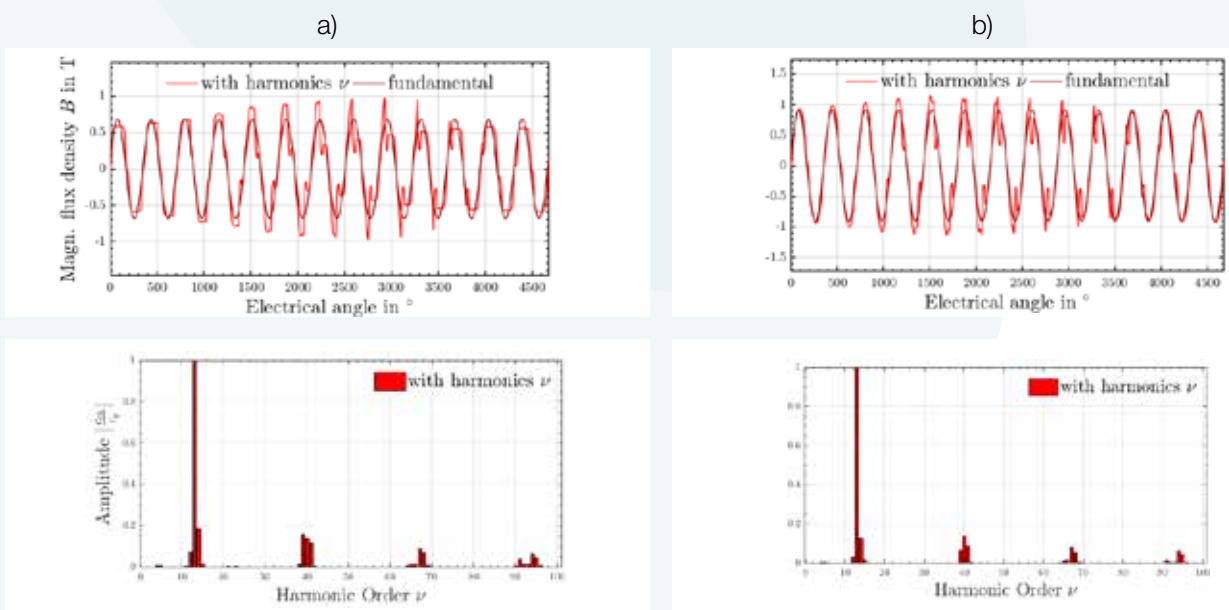 a)
b)
Magn. flux density B in T
with harmonics ν
fundamental
1
0.5
0
-0.5
-1
0 500 1000 1500 2000 2500 3000 3500 4000 4500
Electrical angle in °
with harmonics ν
fundamental
1.5
1
0.5
0
-0.5
-1
-1.5
0 500 1000 1500 2000 2500 3000 3500 4000 4500
Electrical angle in °
Amplitude
with harmonics ν
1
0.8
0.6
0.4
0.2
0
0 10 20 30 40 50 60 70 80 90 100
Harmonic Order ν
with harmonics ν
1
0.8
0.6
0.4
0.2
0
0 10 20 30 40 50 60 70 80 90 100
Harmonic Order ν